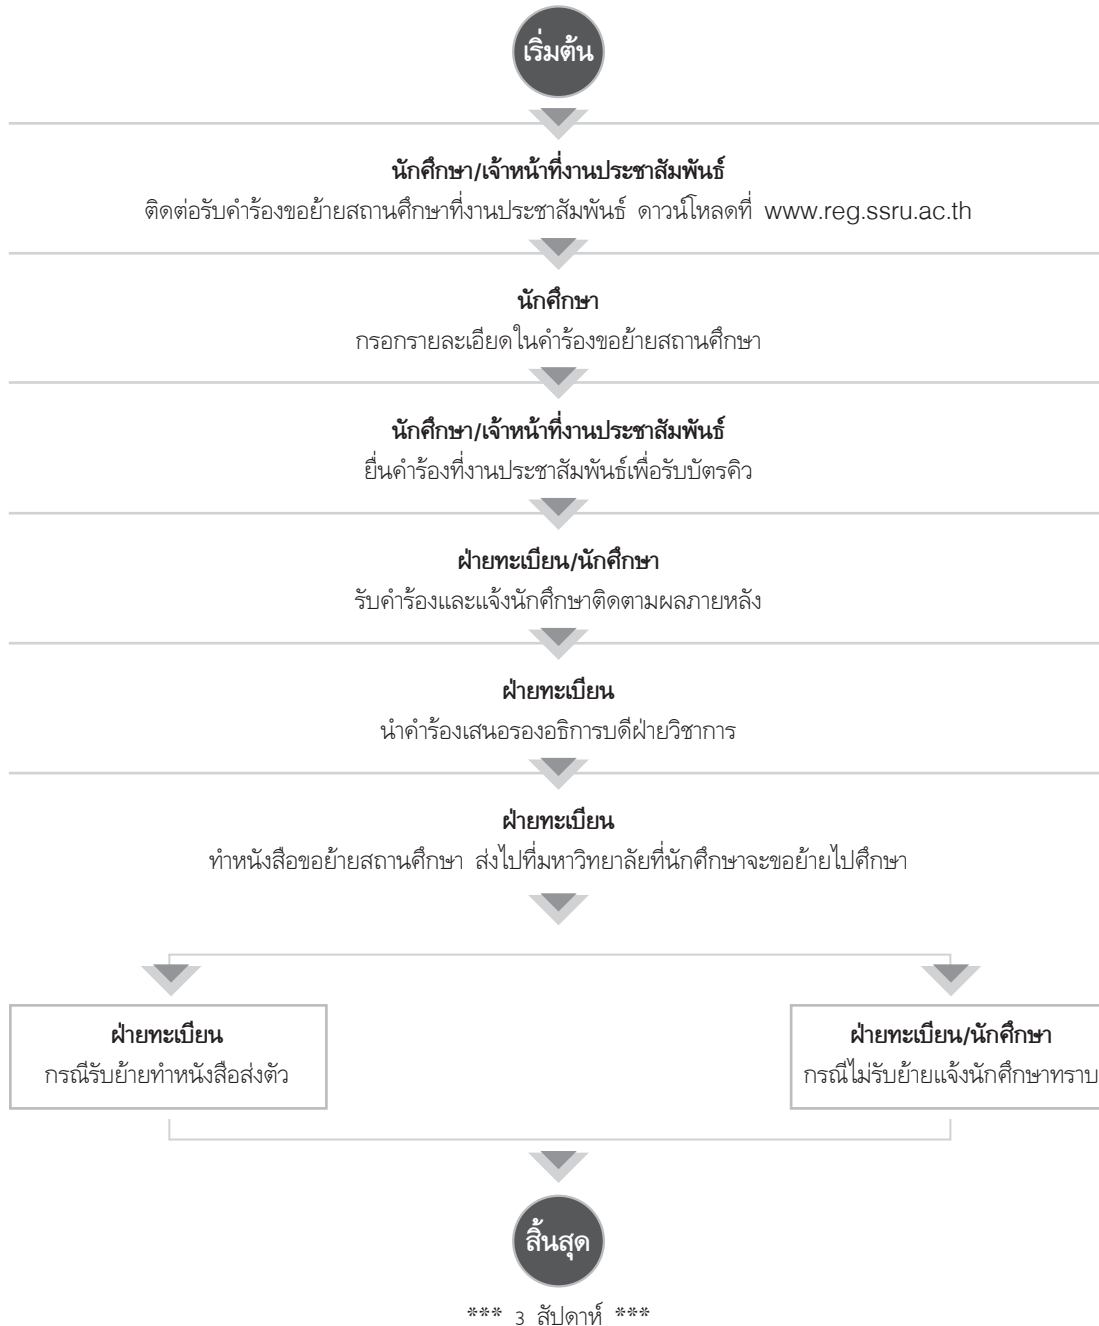 เริ่มต้น
นักศึกษา/เจ้าหน้าที่งานประชาสัมพันธ์
ติดต่อรับคำร้องขอย้ายสถานศึกษาที่งานประชาสัมพันธ์ ดาวน์โหลดที่ www.reg.ssru.ac.th
นักศึกษา
กรอกรายละเอียดในคำร้องขอย้ายสถานศึกษา
นักศึกษา/เจ้าหน้าที่งานประชาสัมพันธ์
ยื่นคำร้องที่งานประชาสัมพันธ์เพื่อรับบัตรคิว
ฝ่ายทะเบียน/นักศึกษา
รับคำร้องและแจ้งนักศึกษาติดตามผลภายหลัง
ฝ่ายทะเบียน
นำคำร้องเสนอรองอธิการบดีฝ่ายวิชาการ
ฝ่ายทะเบียน
ทำหนังสือขอย้ายสถานศึกษา ส่งไปที่มหาวิทยาลัยที่นักศึกษาจะขอย้ายไปศึกษา
ฝ่ายทะเบียน
กรณีรับย้ายทำหนังสือส่งตัว
ฝ่ายทะเบียน/นักศึกษา
กรณีไม่รับย้ายแจ้งนักศึกษาทราบ
สิ้นสุด
*** 3 สัปดาห์ ***